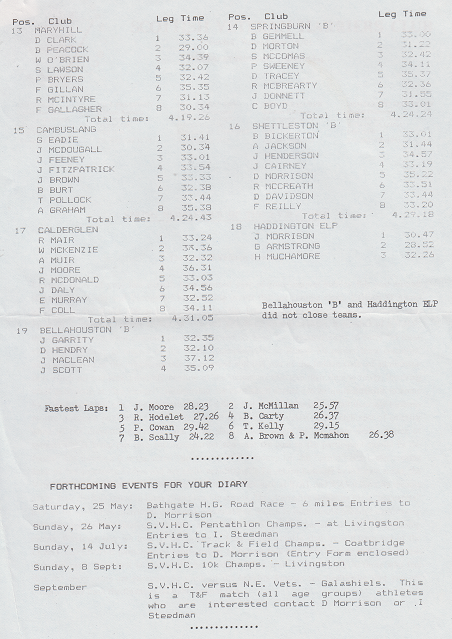 Pos. Club Leg Time
13 MARYHILL
D CLARK 1 33.36
B PEACOCK 2 29.00
W O'BRIEN 3 34.39
S LAWSON 4 32.07
P BRYERS 5 32.42
F GILLAN 6 35.35
R MCINTYRE 7 31.13
F GALLAGHER 8 30.34
Total time: 4.19.26
15 CAMBUSLANG
G EADIE 1 31.41
J MCDOUGALL 2 30.34
J FEENEY 3 33.01
J FITZPATRICK 4 33.54
J BROWN 5 33.33
B BURT 6 32.38
T POLLOCK 7 33.44
A GRAHAM 8 35.38
Total time: 4.24.43
17 CALDERGLEN
R MAIR 1 33.24
W MCKENZIE 2 33.36
A MUIR 3 32.32
J MOORE 4 36.31
R MCDONALD 5 33.03
J DALY 6 34.56
E MURRAY 7 32.52
F COLL 8 34.11
Total time: 4.31.05
19 BELLAHOUSTON 'B'
J GARRITY 1 32.35
D HENDRY 2 32.10
J MACLEAN 3 37.12
J SCOTT 4 35.09
Pos. Club Leg Time
14 SPRINGBURN 'B'
B GEMMELL 1 33.00
D MORTON 2 31.23
S MCCOMAS 3 32.42
P SWEENEY 4 34.11
D TRACEY 5 35.37
R MCBREARTY 6 32.36
J DONNETT 7 31.55
C BOYD 8 33.01
Total time: 4.24.24
16 SHETTLESTON 'B'
B BICKERTON 1 33.01
A JACKSON 2 31.44
J HENDERSON 3 34.57
J CAIRNEY 4 33.19
D MORRISON 5 35.22
R MCCREATH 6 33.51
D DAVIDSON 7 33.44
F REILLY 8 33.20
Total time: 4.29.18
18 HADDINGTON ELP
J MORRISON 1 30.47
G ARMSTRONG 2 28.52
H MUCHAMORE 3 32.26
Bellahouston 'B' and Haddington ELP
did not close teams.
Fastest Laps: 1 J. Moore 28.23 2 J. McMillan 25.57
3 R. Hodelet 27.26 4 B. Carty 26.37
5 P. Cowan 29.42 6 T. Kelly 29.15
7 B. Scally 24.22 8 A. Brown & P. Mcmahon 26.38
.............
FORTHCOMING EVENTS FOR YOUR DIARY
Saturday, 25 May: Bathgate H.G. Road Race - 6 miles Entries to
D. Morrison
Sunday, 26 May: S.V.H.C. Pentathlon Champs. - at Livingston
Entries to I. Steedman
Sunday, 14 July: S.V.H.C. Track & Field Champs. - Coatbridge
Entries to D. Morrison (Entry Form enclosed)
Sunday, 8 Sept: S.V.H.C. 10k Champs. - Livingston
September S.V.H.C. versus N.E. Vets. - Galashiels. This
is a T&F match (all age groups) athletes
who are interested contact D Morrison or I
Steedman
.............